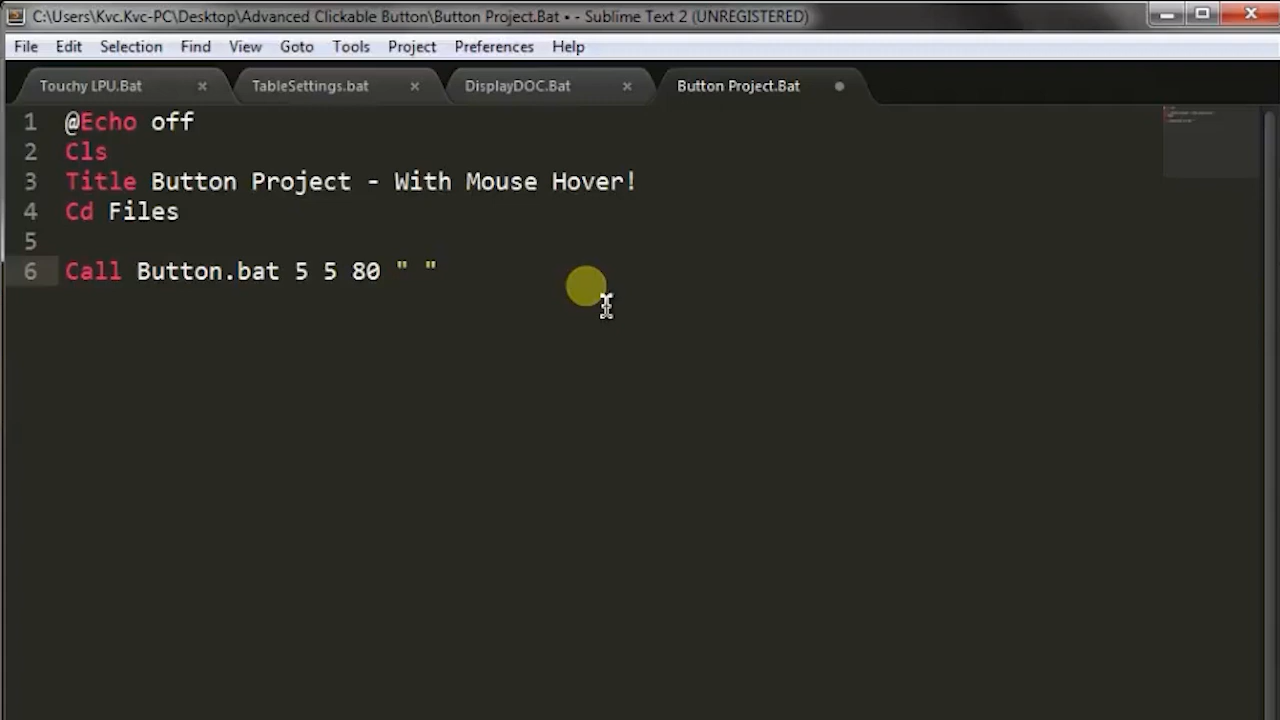 C:\Users\Kvc.Kvc-PC\Desktop\Advanced Clickable Button\Button Project.Bat • - Sublime Text 2 (UNREGISTERED)
File Edit Selection Find View Goto Tools Project Preferences Help
Touchy LPU.Bat TableSettings.bat DisplayDOC.Bat Button Project.Bat
1 @Echo off
2 Cls
3 Title Button Project - With Mouse Hover!
4 Cd Files
5
6 Call Button.bat 5 5 80 " "